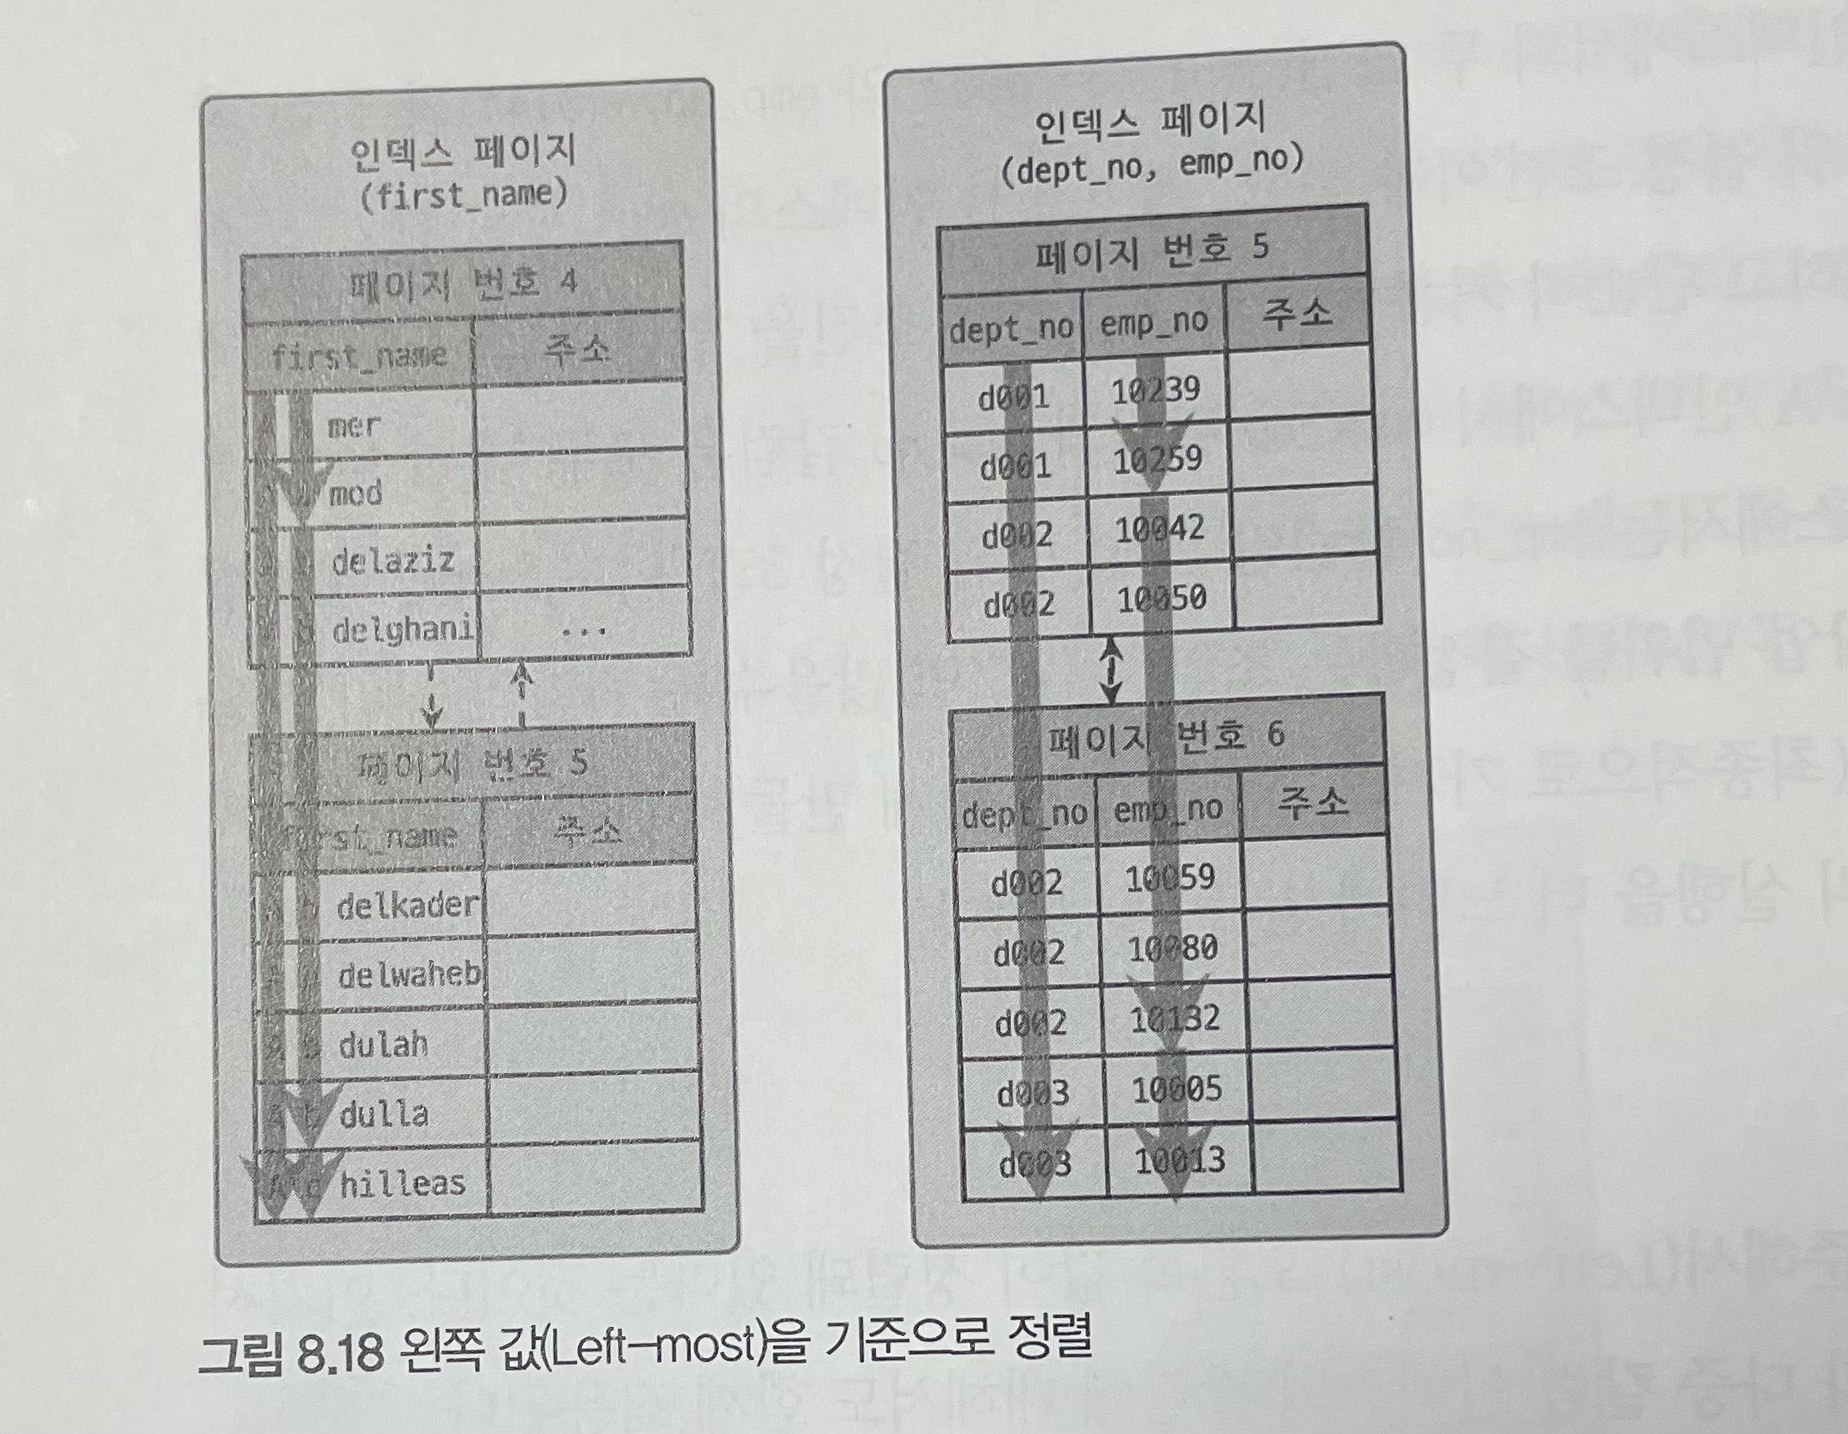 인덱스 페이지
(first_name)
페이지 번호 4
first_name 주소
mer
mod
delaziz
delghani ...
페이지 번호 5
first_name 주소
delkader
delwaheb
dulah
dulla
hilleas
인덱스 페이지
(dept_no, emp_no)
페이지 번호 5
dept_no emp_no 주소
d001 10239
d001 10259
d002 10042
d002 10050
페이지 번호 6
dept_no emp_no 주소
d002 10059
d002 10080
d002 10132
d003 10005
d003 10013
그림 8.18 왼쪽 값(Left-most)을 기준으로 정렬